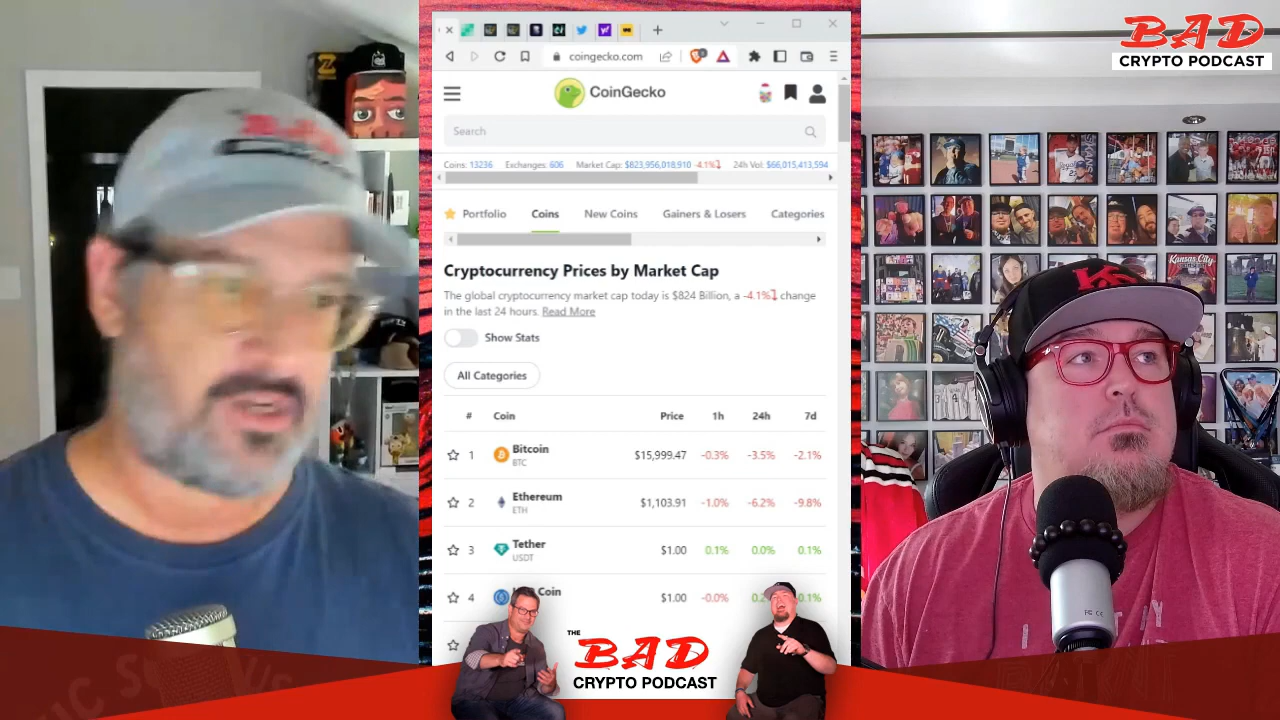 BAD
CRYPTO PODCAST
coingecko.com
CoinGecko
Search
Coins: 13236 Exchanges: 606 Market Cap: $823,956,018,910 -4.1% 24h Vol: $66,015,413,594
Portfolio Coins New Coins Gainers & Losers Categories
Cryptocurrency Prices by Market Cap
The global cryptocurrency market cap today is $824 Billion, a -4.1% change
in the last 24 hours. Read More
Show Stats
All Categories
# Coin Price 1h 24h 7d
1 Bitcoin BTC $15,999.47 -0.3% -3.5% -2.1%
2 Ethereum ETH $1,103.91 -1.0% -6.2% -9.8%
3 Tether USDT $1.00 0.1% 0.0% 0.1%
4 Coin $1.00 -0.0% 0.1%
THE
BAD
CRYPTO PODCAST
KC
Kansas City